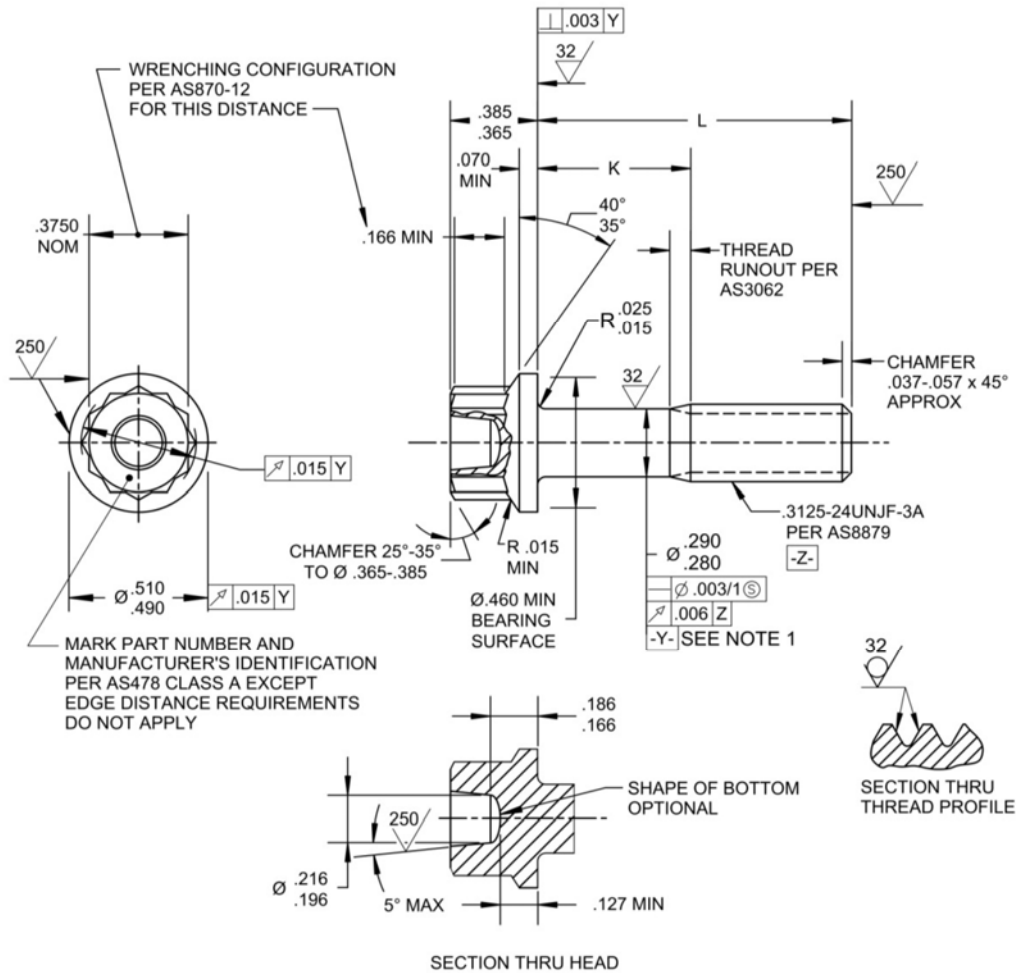 ⟂ .003 Y
32
WRENCHING CONFIGURATION
PER AS870-12
FOR THIS DISTANCE
.385
.365
L
.070
MIN
K
250
40°
35°
.3750
NOM
.166 MIN
THREAD
RUNOUT PER
AS3062
R .025
.015
250
32
CHAMFER
.037-.057 x 45°
APPROX
↗ .015 Y
.3125-24UNJF-3A
PER AS8879
-Z-
CHAMFER 25°-35°
TO Ø .365-.385
R .015
MIN
Ø .290
.280
⏤ Ø .003/1 Ⓢ
↗ .006 Z
-Y- SEE NOTE 1
Ø .510
.490
↗ .015 Y
Ø.460 MIN
BEARING
SURFACE
MARK PART NUMBER AND
MANUFACTURER'S IDENTIFICATION
PER AS478 CLASS A EXCEPT
EDGE DISTANCE REQUIREMENTS
DO NOT APPLY
32
.186
.166
SHAPE OF BOTTOM
OPTIONAL
SECTION THRU
THREAD PROFILE
250
Ø .216
.196
5° MAX
.127 MIN
SECTION THRU HEAD